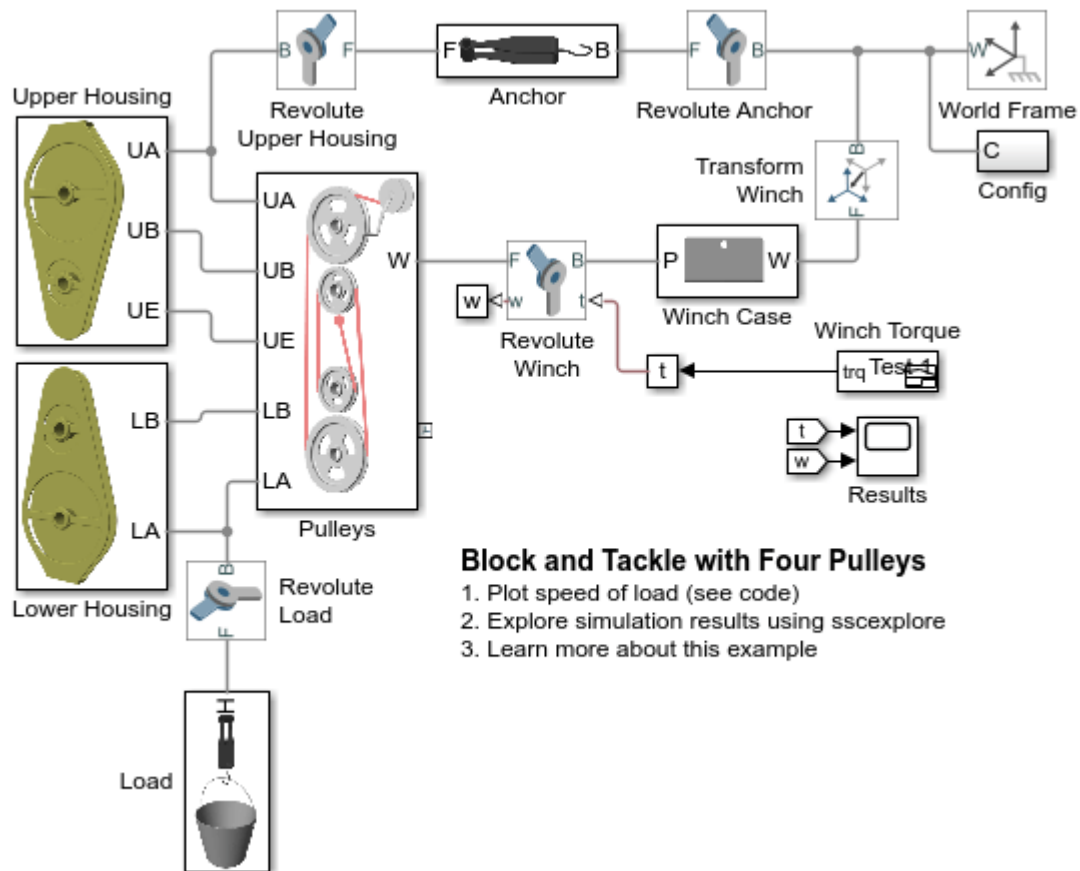 B F
Revolute
Upper Housing
F B
Anchor
F B
Revolute Anchor
W
World Frame
C
Config
B
F
Transform
Winch
Upper Housing
UA
UB
UE
LB
LA
Lower Housing
UA
UB
UE
LB
LA
W
Pulleys
F B
w t
w
Revolute
Winch
P W
Winch Case
Winch Torque
trq Test 1
t
t
w
Results
Block and Tackle with Four Pulleys
1. Plot speed of load (see code)
2. Explore simulation results using sscexplore
3. Learn more about this example
B
F
Revolute
Load
H
Load